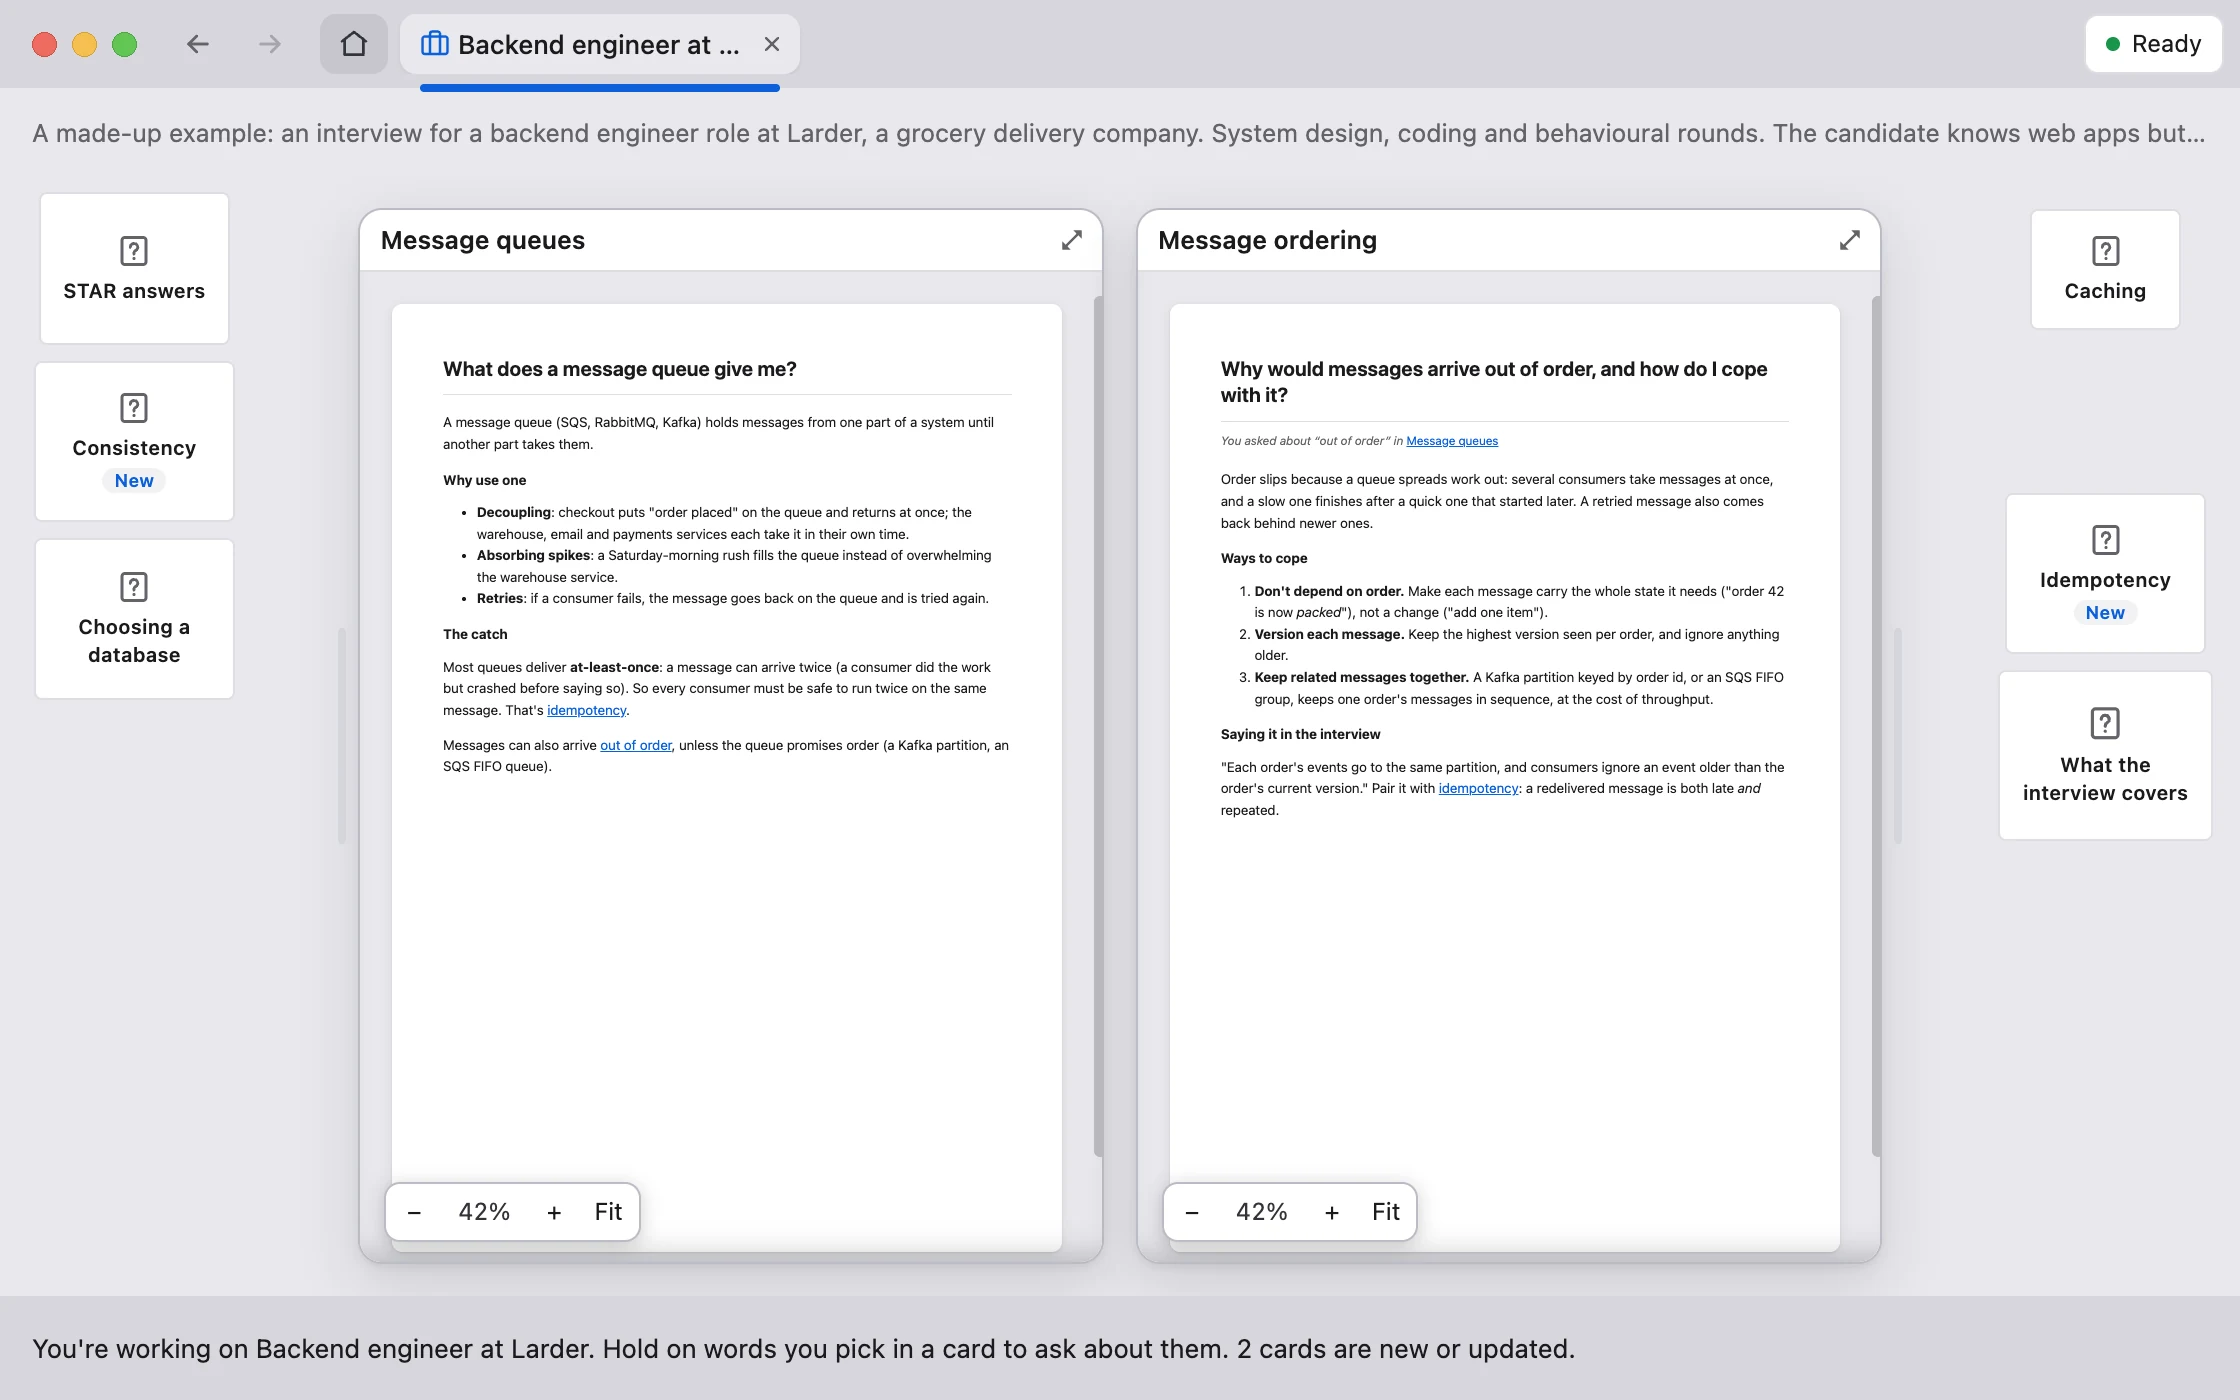 Backend engineer at ...
Ready
A made-up example: an interview for a backend engineer role at Larder, a grocery delivery company. System design, coding and behavioural rounds. The candidate knows web apps but...
STAR answers
Consistency
New
Choosing a
database
Message queues
What does a message queue give me?
A message queue (SQS, RabbitMQ, Kafka) holds messages from one part of a system until
another part takes them.
Why use one
• Decoupling: checkout puts "order placed" on the queue and returns at once; the
warehouse, email and payments services each take it in their own time.
• Absorbing spikes: a Saturday-morning rush fills the queue instead of overwhelming
the warehouse service.
• Retries: if a consumer fails, the message goes back on the queue and is tried again.
The catch
Most queues deliver at-least-once: a message can arrive twice (a consumer did the work
but crashed before saying so). So every consumer must be safe to run twice on the same
message. That's idempotency.
Messages can also arrive out of order, unless the queue promises order (a Kafka partition, an
SQS FIFO queue).
− 42% + Fit
Message ordering
Why would messages arrive out of order, and how do I cope
with it?
You asked about “out of order” in Message queues
Order slips because a queue spreads work out: several consumers take messages at once,
and a slow one finishes after a quick one that started later. A retried message also comes
back behind newer ones.
Ways to cope
1. Don't depend on order. Make each message carry the whole state it needs ("order 42
is now packed"), not a change ("add one item").
2. Version each message. Keep the highest version seen per order, and ignore anything
older.
3. Keep related messages together. A Kafka partition keyed by order id, or an SQS FIFO
group, keeps one order's messages in sequence, at the cost of throughput.
Saying it in the interview
"Each order's events go to the same partition, and consumers ignore an event older than the
order's current version." Pair it with idempotency: a redelivered message is both late and
repeated.
− 42% + Fit
Caching
Idempotency
New
What the
interview covers
You're working on Backend engineer at Larder. Hold on words you pick in a card to ask about them. 2 cards are new or updated.